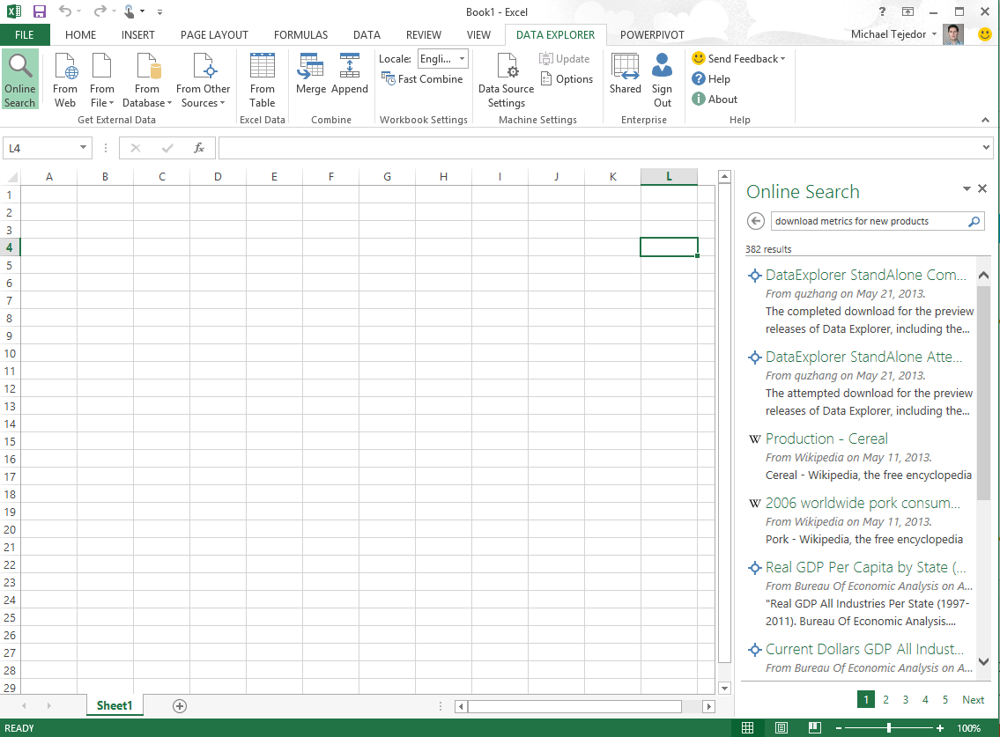 Book1 - Excel
?
FILE HOME INSERT PAGE LAYOUT FORMULAS DATA REVIEW VIEW DATA EXPLORER POWERPIVOT Michael Tejedor
Online Search
From Web
From File
From Database
From Other Sources
Get External Data
From Table
Excel Data
Merge
Append
Combine
Locale: Engli...
Fast Combine
Workbook Settings
Data Source Settings
Update
Options
Machine Settings
Shared
Sign Out
Enterprise
Send Feedback
Help
About
Help
L4
fx
A B C D E F G H I J K L
1
2
3
4
5
6
7
8
9
10
11
12
13
14
15
16
17
18
19
20
21
22
23
24
25
26
27
28
29
Online Search
download metrics for new products
382 results
DataExplorer StandAlone Com...
From quzhang on May 21, 2013.
The completed download for the preview
releases of Data Explorer, including the...
DataExplorer StandAlone Atte...
From quzhang on May 21, 2013.
The attempted download for the preview
releases of Data Explorer, including the...
W Production - Cereal
From Wikipedia on May 11, 2013.
Cereal - Wikipedia, the free encyclopedia
W 2006 worldwide pork consum...
From Wikipedia on May 11, 2013.
Pork - Wikipedia, the free encyclopedia
Real GDP Per Capita by State (...
From Bureau Of Economic Analysis on A...
"Real GDP All Industries Per State (1997-
2011). Bureau Of Economic Analysis....
Current Dollars GDP All Indust...
From Bureau Of Economic Analysis on A...
1 2 3 4 5 Next
Sheet1
READY
100%